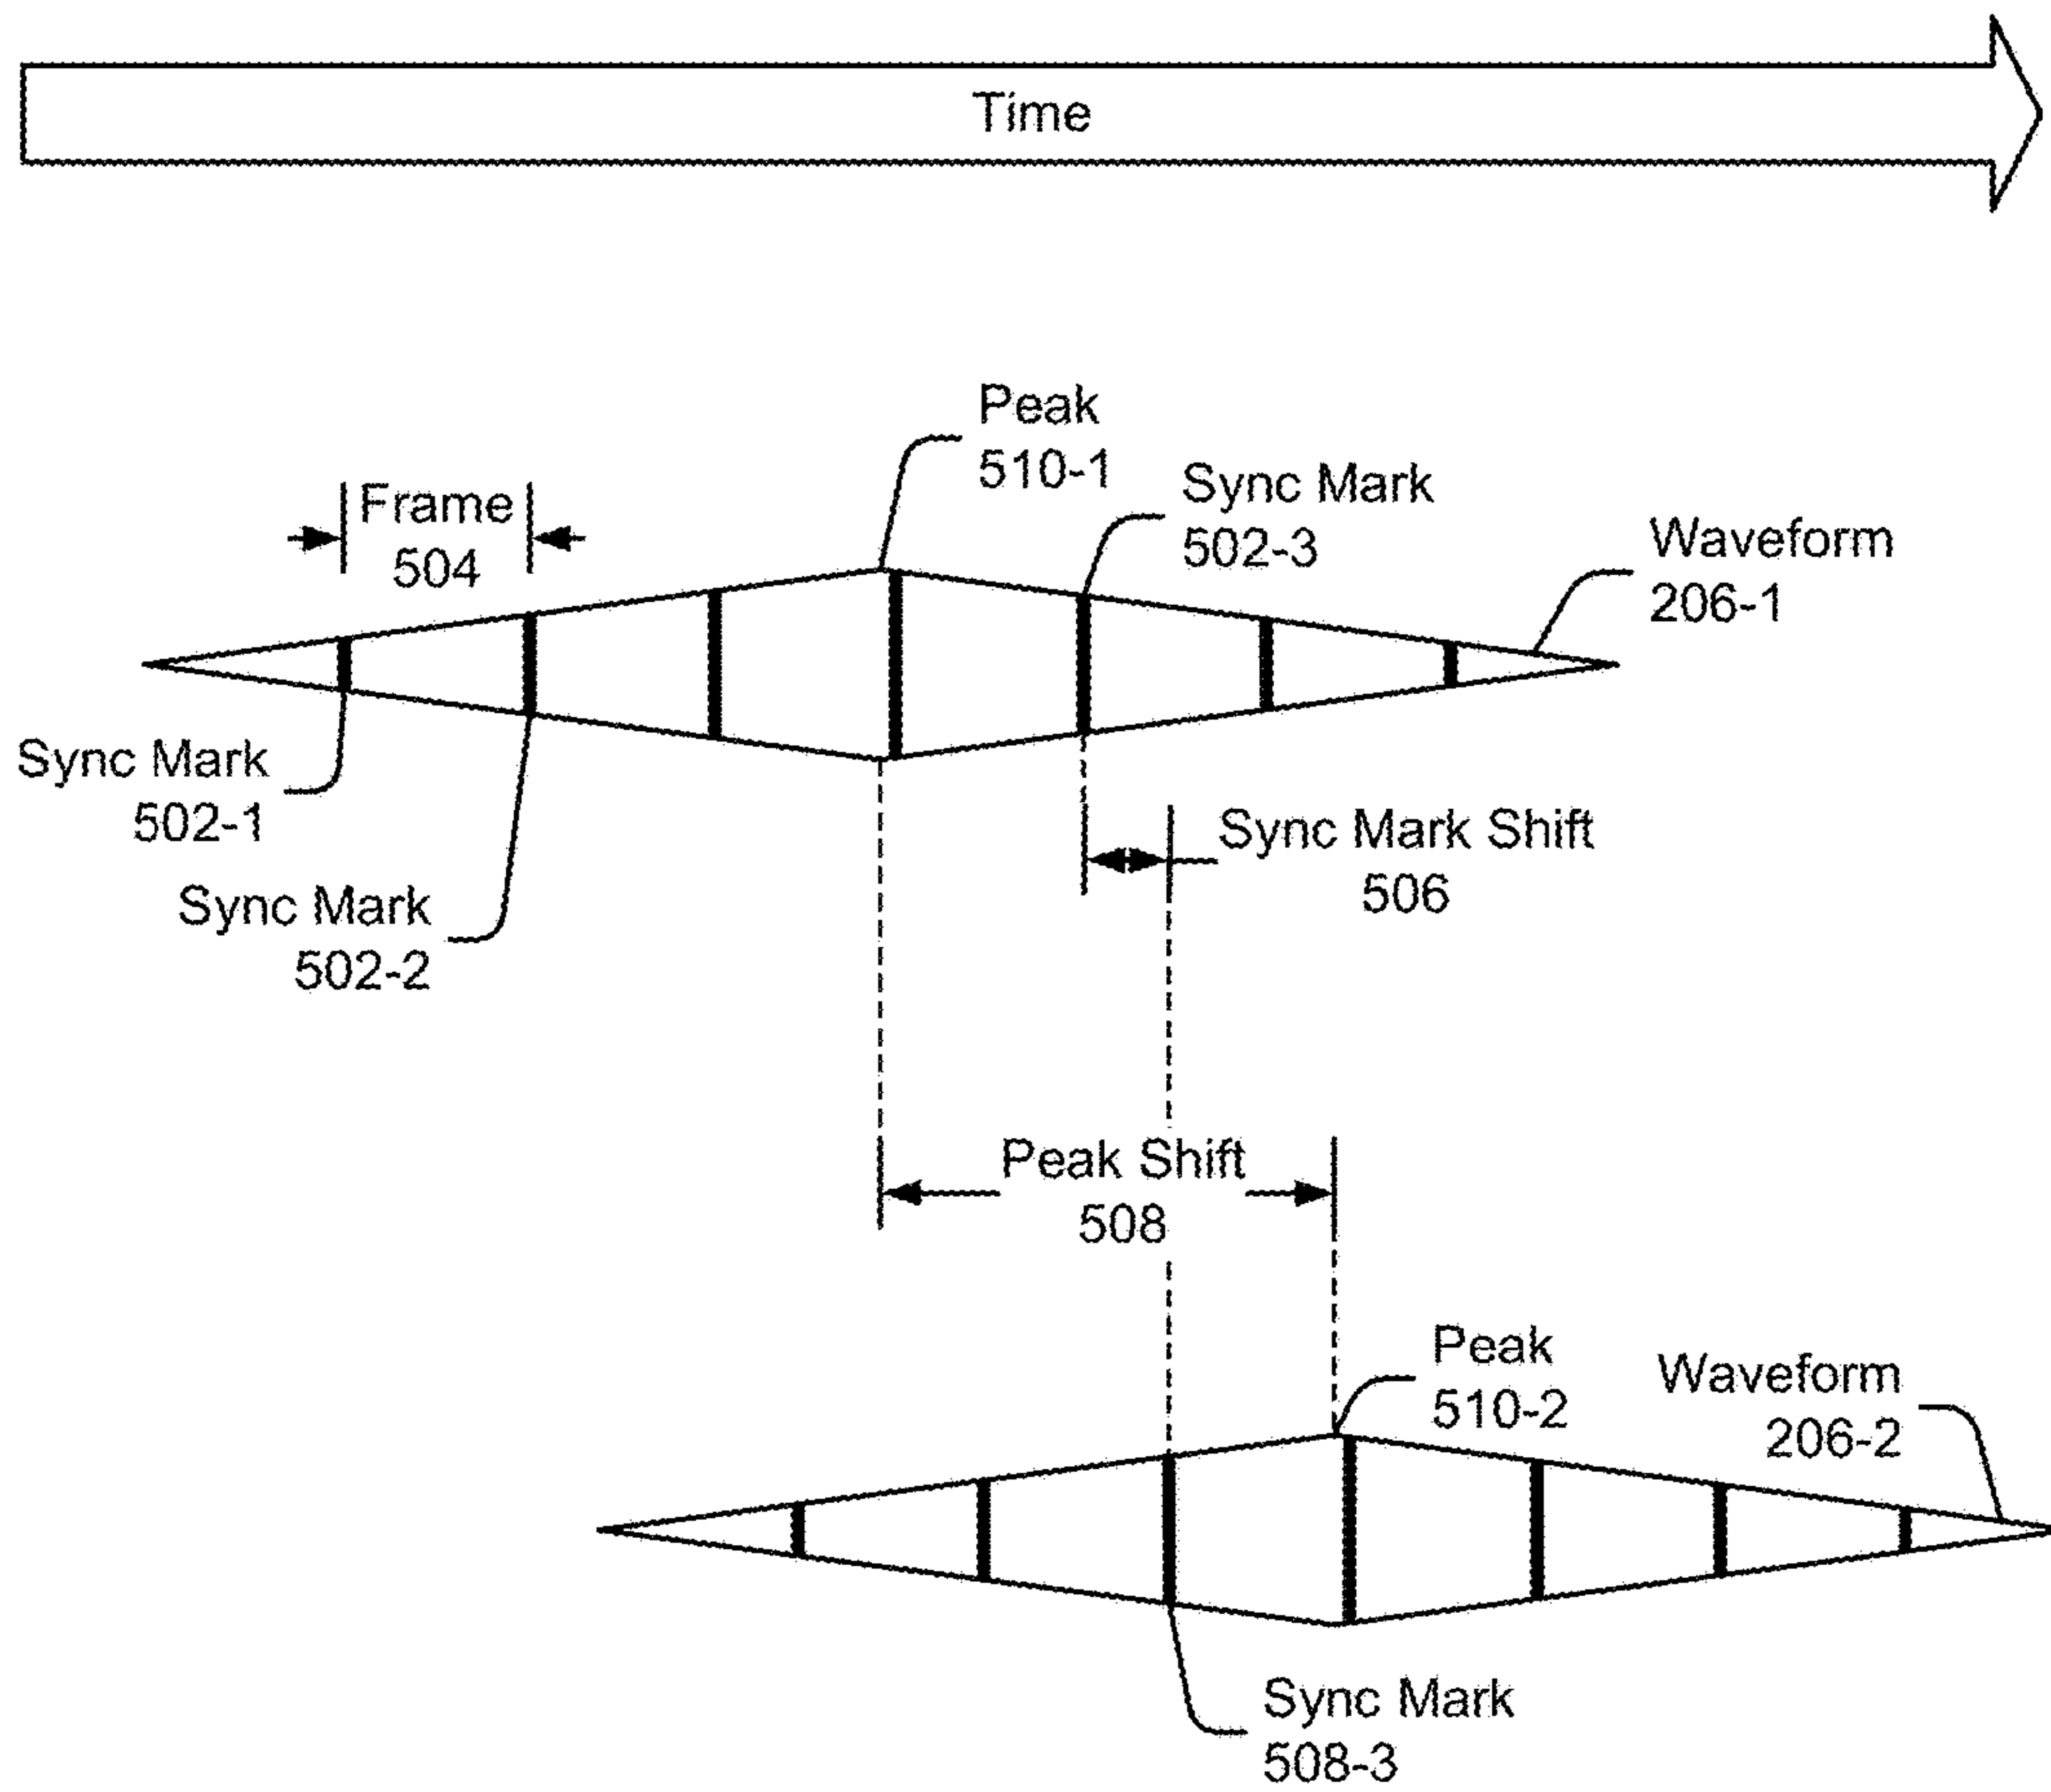 Time
Peak
510-1
Sync Mark
502-3
Frame
504
Waveform
206-1
Sync Mark
502-1
Sync Mark Shift
506
Sync Mark
502-2
Peak Shift
508
Peak
510-2
Waveform
206-2
Sync Mark
508-3